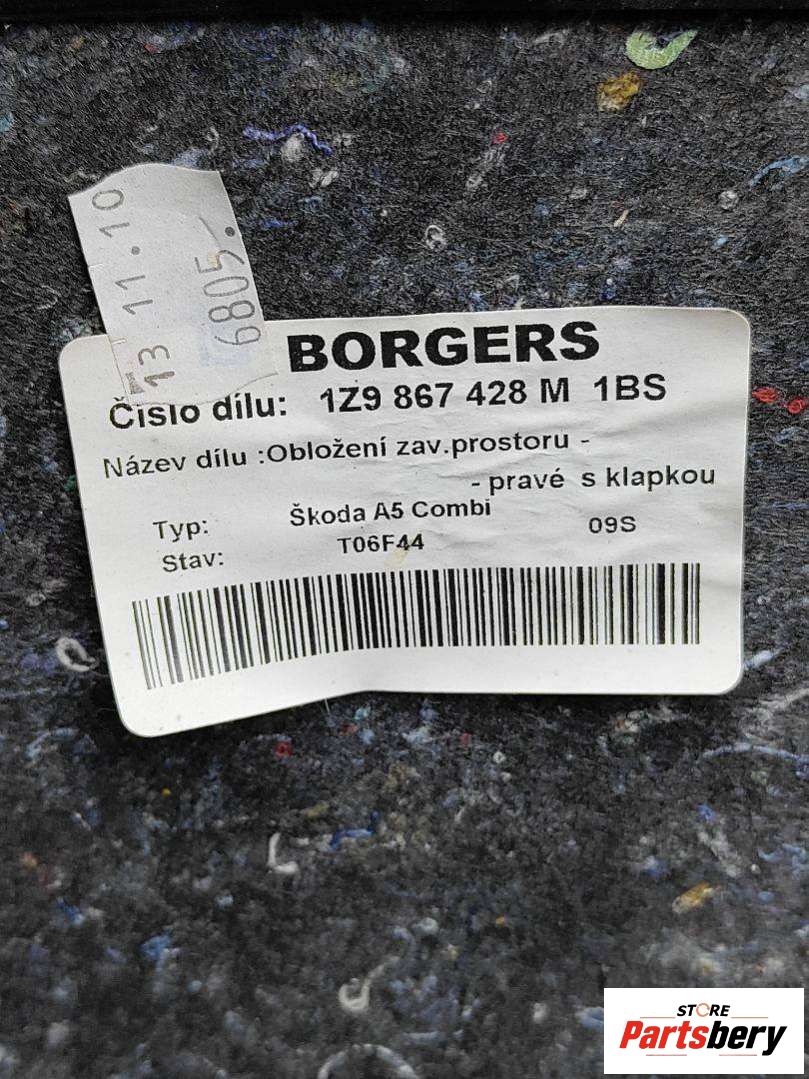 13 11.10
6805.-
BORGERS
Číslo dílu: 1Z9 867 428 M 1BS
Název dílu :Obložení zav.prostoru -
- pravé s klapkou
Typ: Škoda A5 Combi
Stav: T06F44 09S
STORE
Partsbery